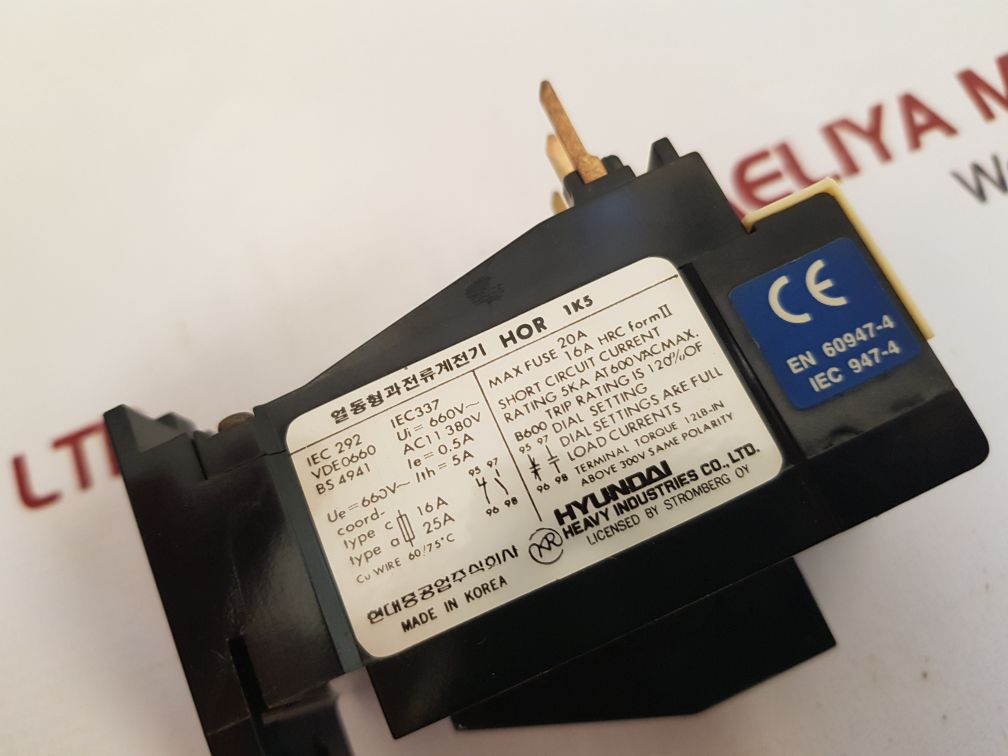 LT
AELIYA M
W
열동형과전류계전기 HOR 1K5
IEC 292 IEC337
VDE0660 Ui=660V~
BS 4941 AC11 380V
Ie=0.5A
Ue=660V~ Ith=5A
coord-
type c 16A
type a 25A
95 97
96 98
Cu WIRE 60/75°C
현대중공업주식회사
MADE IN KOREA
MAX FUSE 20A
16A HRC form II
SHORT CIRCUIT CURRENT
RATING 5KA AT600VACMAX.
TRIP RATING IS 120%OF
B600 DIAL SETTING
95 97 DIAL SETTINGS ARE FULL
LOAD CURRENTS
96 98 TERMINAL TORQUE 12LB-IN
ABOVE 300V SAME POLARITY
HYUNDAI
HEAVY INDUSTRIES CO., LTD.
LICENSED BY STROMBERG OY
CE
EN 60947-4
IEC 947-4